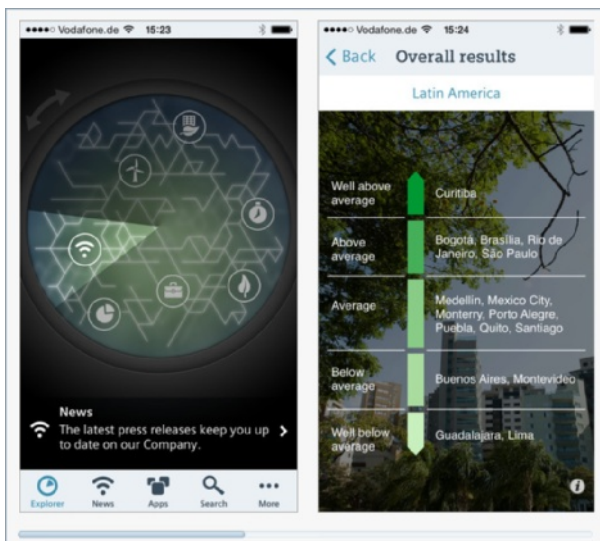 Vodafone.de 15:23
News
The latest press releases keep you up
to date on our Company.
Explorer News Apps Search More
Vodafone.de 15:24
Back Overall results
Latin America
Well above
average
Curitiba
Above
average
Bogotá, Brasília, Rio de
Janeiro, São Paulo
Average
Medellín, Mexico City,
Monterry, Porto Alegre,
Puebla, Quito, Santiago
Below
average
Buenos Aires, Montevideo
Well below
average
Guadalajara, Lima